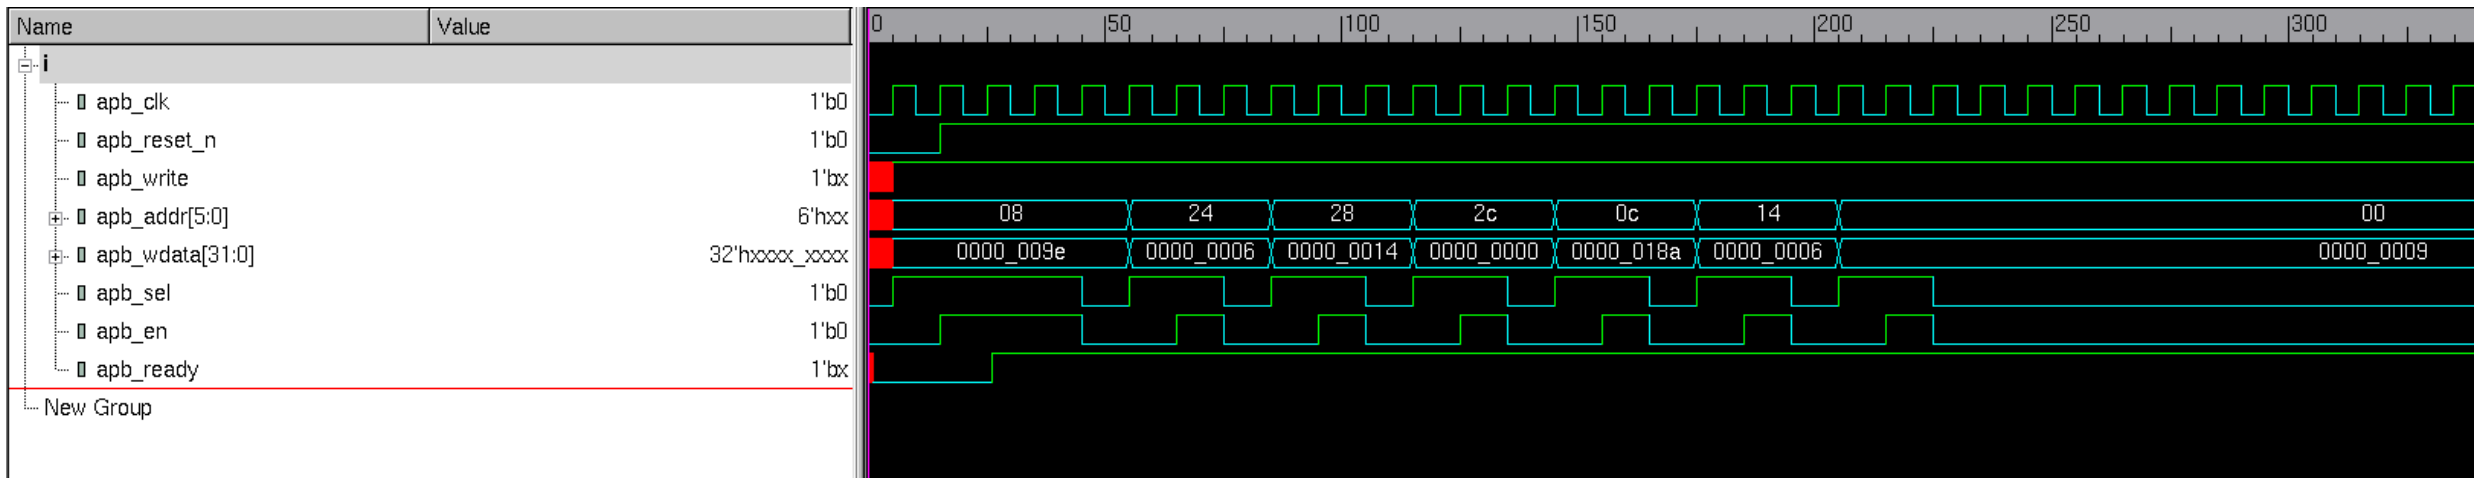 Name Value 0 50 100 150 200 250 300
i
apb_clk 1'b0
apb_reset_n 1'b0
apb_write 1'bx
apb_addr[5:0] 6'hxx 08 24 28 2c 0c 14 00
apb_wdata[31:0] 32'hxxxx_xxxx 0000_009e 0000_0006 0000_0014 0000_0000 0000_018a 0000_0006 0000_0009
apb_sel 1'b0
apb_en 1'b0
apb_ready 1'bx
New Group